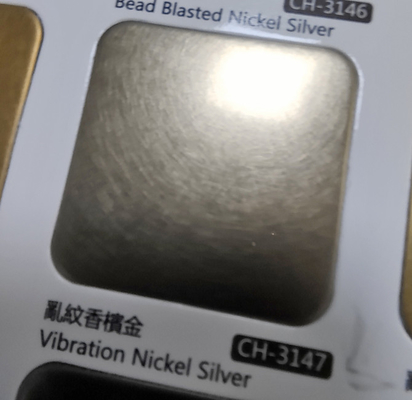 CH-3146
Bead Blasted Nickel Silver
亂紋香檳金
Vibration Nickel Silver
CH-3147